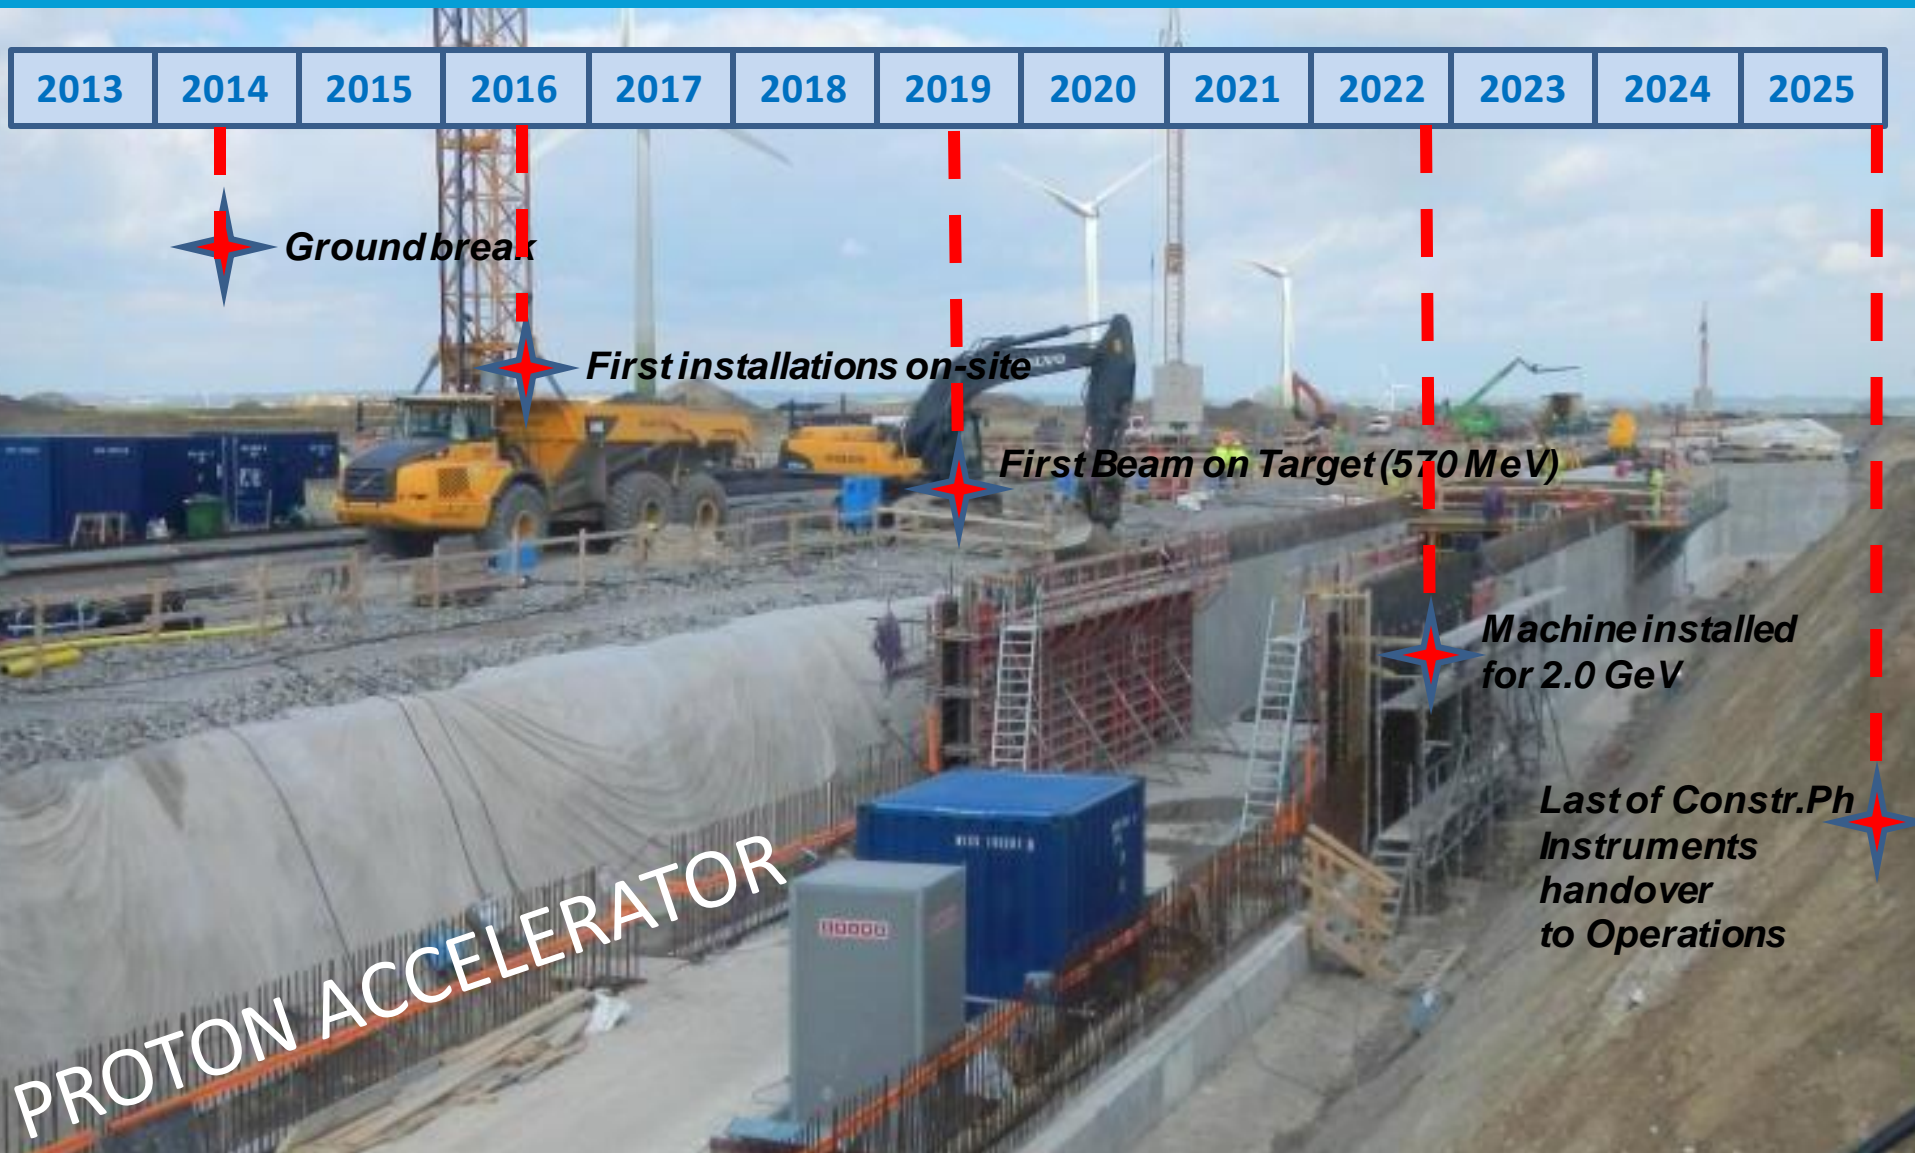 2013 2014 2015 2016 2017 2018 2019 2020 2021 2022 2023 2024 2025
Ground break
First installations on-site
First Beam on Target (570 MeV)
Machine installed
for 2.0 GeV
Last of Constr.Ph
Instruments
handover
to Operations
PROTON ACCELERATOR